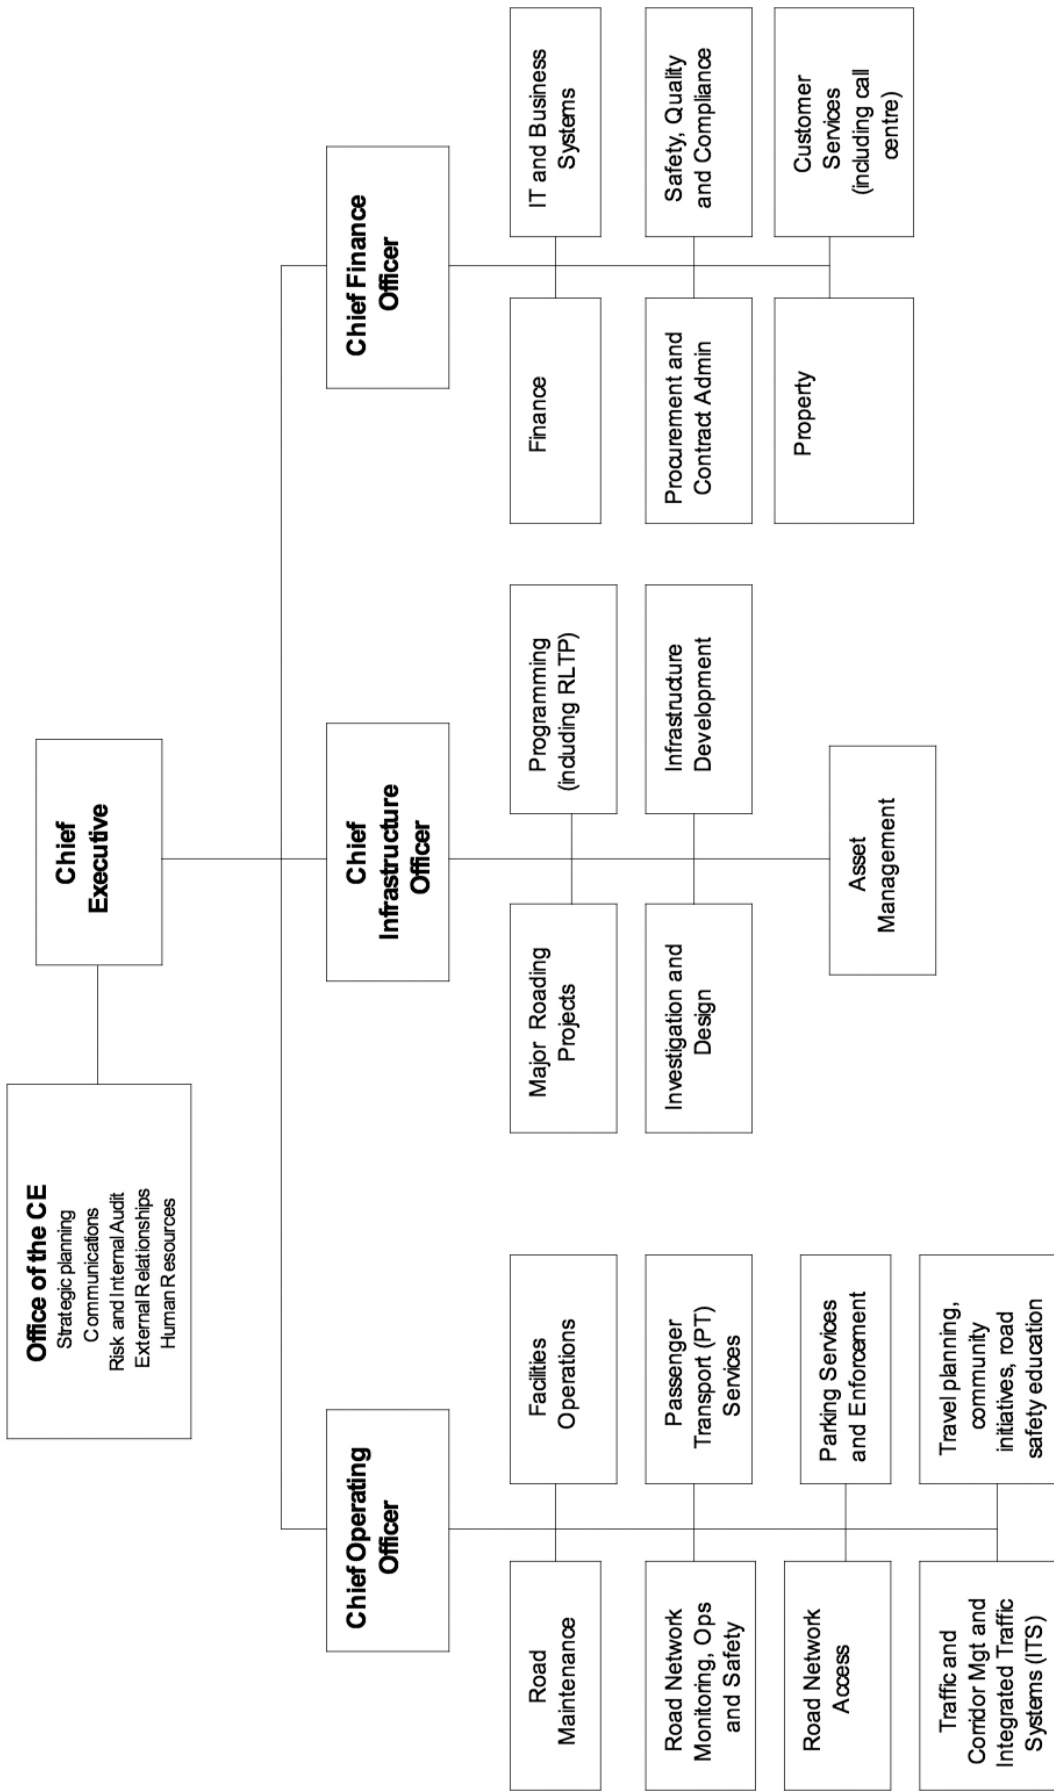 Office of the CE
Strategic planning
Communications
Risk and Internal Audit
External Relationships
Human Resources
Chief
Executive
Chief Operating
Officer
Chief
Infrastructure
Officer
Chief Finance
Officer
Road
Maintenance
Facilities
Operations
Road Network
Monitoring, Ops
and Safety
Passenger
Transport (PT)
Services
Road Network
Access
Parking Services
and Enforcement
Traffic and
Corridor Mgt and
Integrated Traffic
Systems (ITS)
Travel planning,
community
initiatives, road
safety education
Major Roading
Projects
Programming
(including RLTP)
Investigation and
Design
Infrastructure
Development
Asset
Management
Finance
IT and Business
Systems
Procurement and
Contract Admin
Safety, Quality
and Compliance
Property
Customer
Services
(including call
centre)